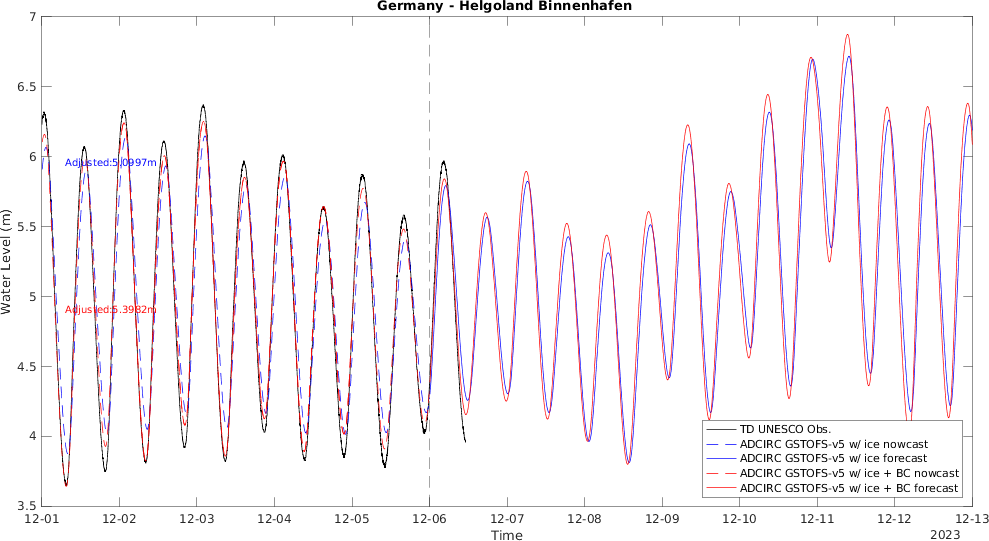 Germany - Helgoland Binnenhafen
Water Level (m)
7
6.5
6
5.5
5
4.5
4
3.5
Adjusted:5.0997m
Adjusted:5.3982m
TD UNESCO Obs.
ADCIRC GSTOFS-v5 w/ ice nowcast
ADCIRC GSTOFS-v5 w/ ice forecast
ADCIRC GSTOFS-v5 w/ ice + BC nowcast
ADCIRC GSTOFS-v5 w/ ice + BC forecast
12-01 12-02 12-03 12-04 12-05 12-06 12-07 12-08 12-09 12-10 12-11 12-12 12-13
Time
2023